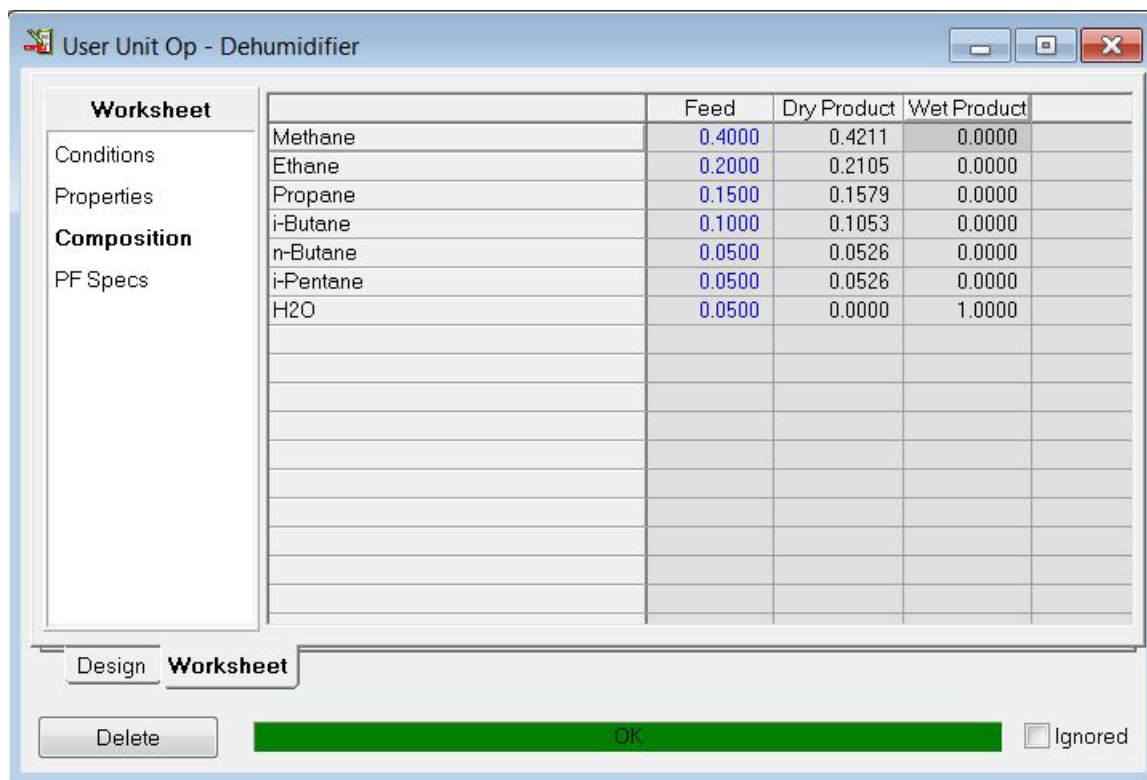 User Unit Op - Dehumidifier
Worksheet
Conditions
Properties
Composition
PF Specs
Feed Dry Product Wet Product
Methane 0.4000 0.4211 0.0000
Ethane 0.2000 0.2105 0.0000
Propane 0.1500 0.1579 0.0000
i-Butane 0.1000 0.1053 0.0000
n-Butane 0.0500 0.0526 0.0000
i-Pentane 0.0500 0.0526 0.0000
H2O 0.0500 0.0000 1.0000
Design Worksheet
Delete OK Ignored